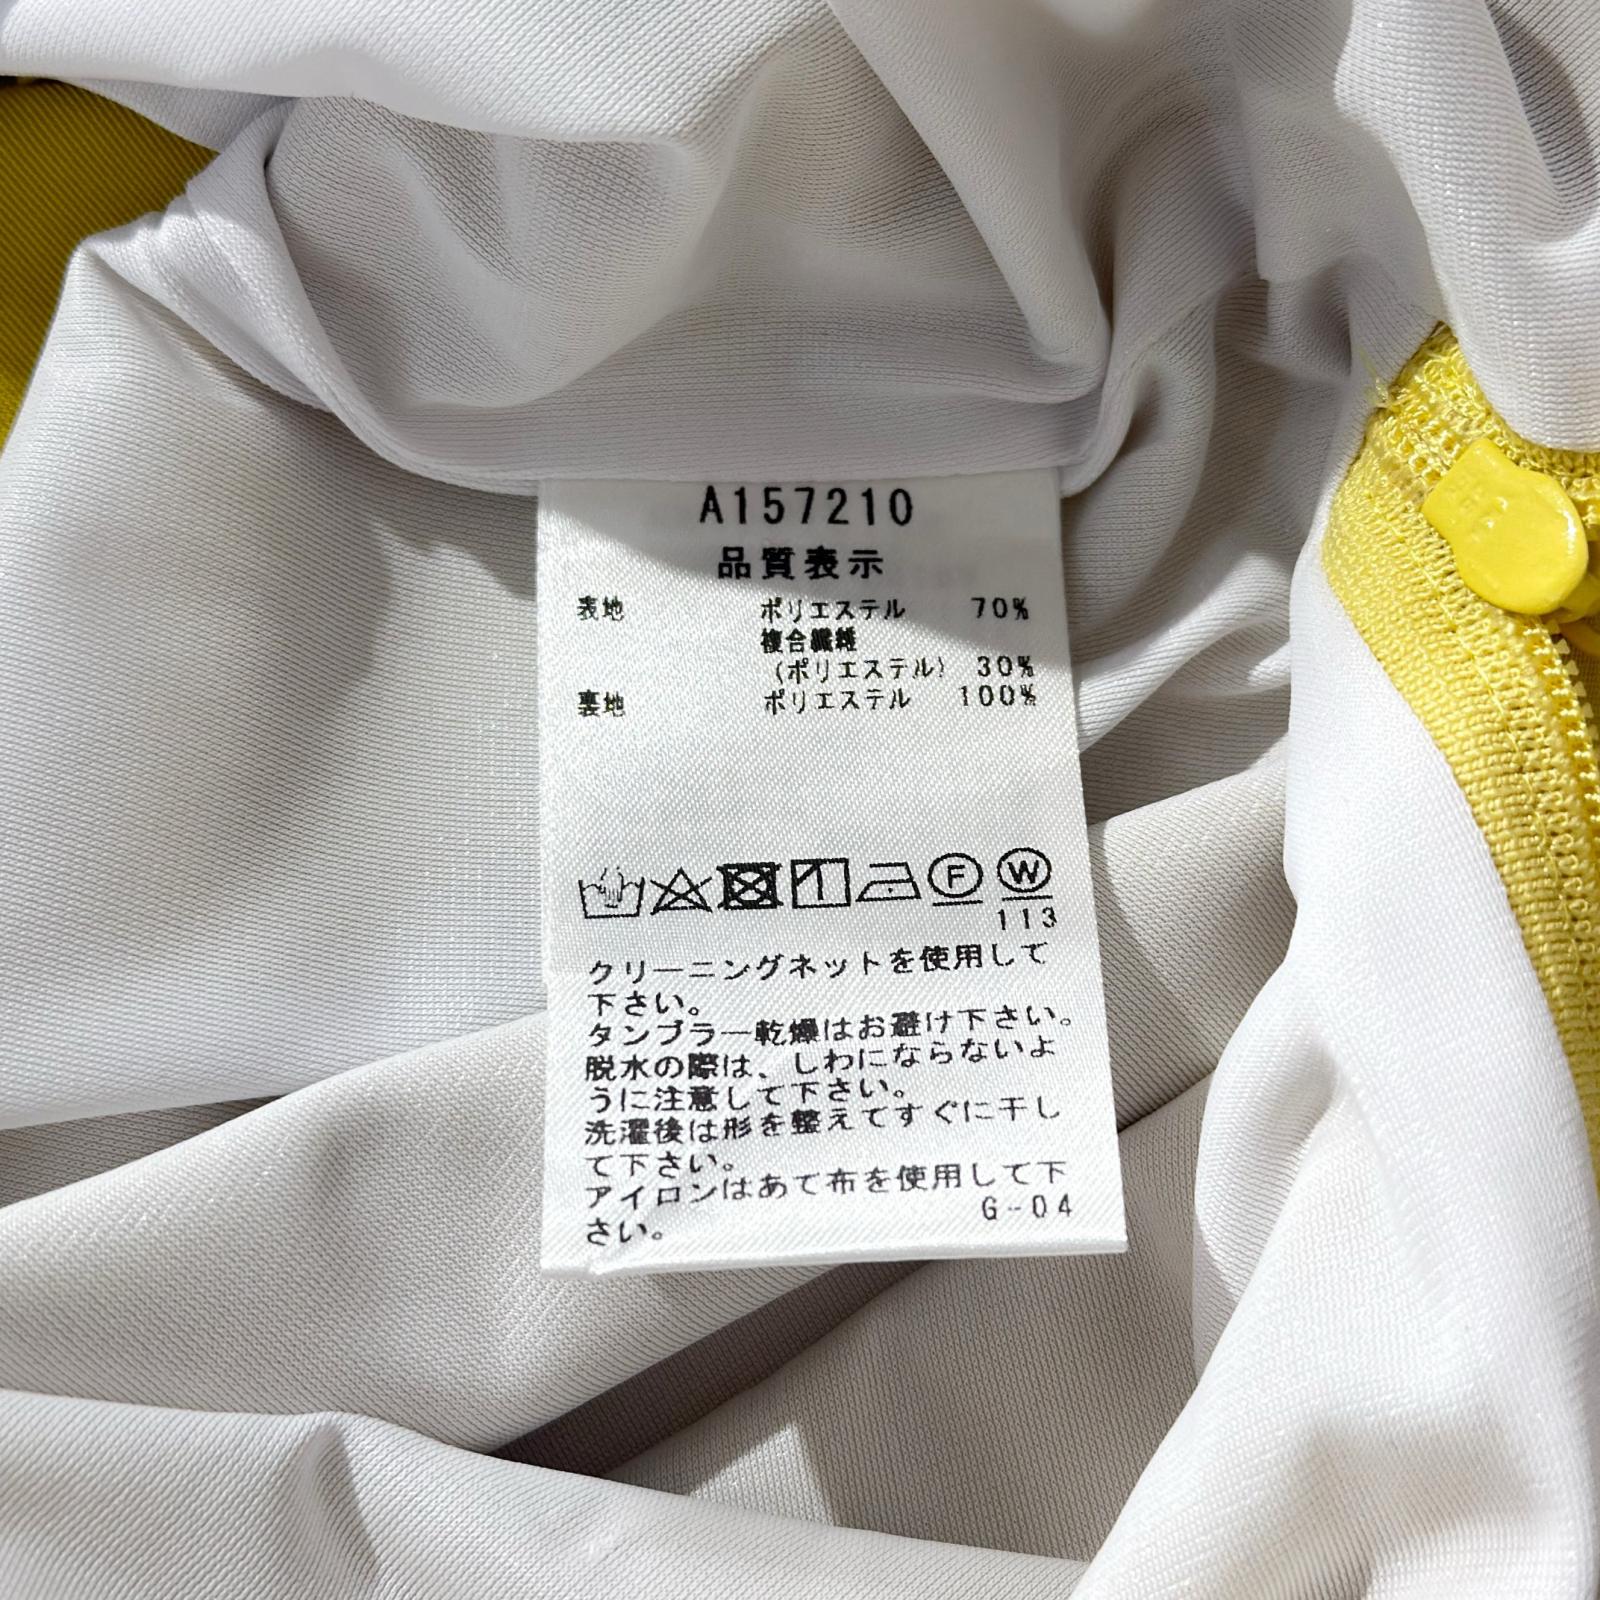 A157210
品質表示
表地 ポリエステル 70%
複合繊維
(ポリエステル) 30%
裏地 ポリエステル 100%
F W
113
クリーニングネットを使用して
下さい。
タンブラー乾燥はお避け下さい。
脱水の際は、しわにならないよ
うに注意して下さい。
洗濯後は形を整えてすぐに干し
て下さい。
アイロンはあて布を使用して下
さい。
G-04